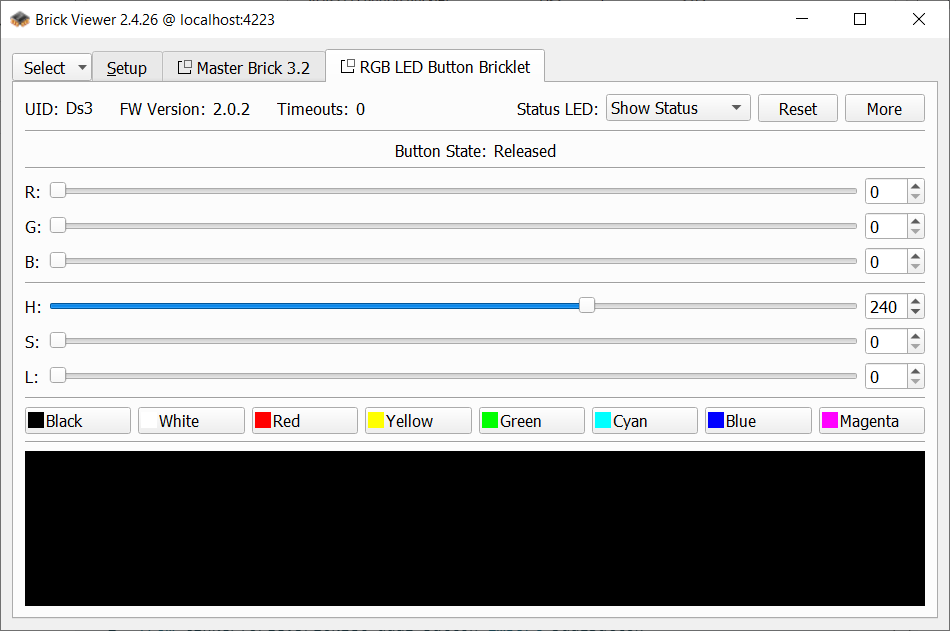 Brick Viewer 2.4.26 @ localhost:4223
Select Setup Master Brick 3.2 RGB LED Button Bricklet
UID: Ds3 FW Version: 2.0.2 Timeouts: 0 Status LED: Show Status Reset More
Button State: Released
R: 0
G: 0
B: 0
H: 240
S: 0
L: 0
Black White Red Yellow Green Cyan Blue Magenta